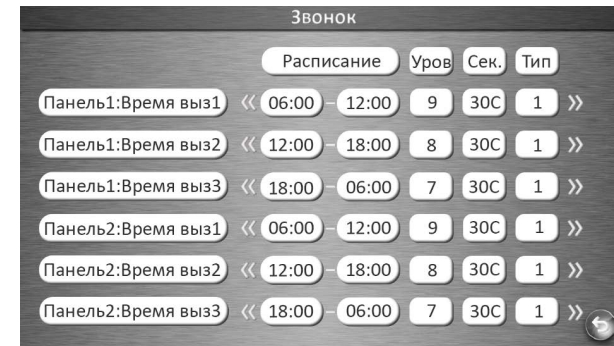 Звонок
Расписание Уров Сек. Тип
Панель1:Время выз1 « 06:00 – 12:00 9 30С 1 »
Панель1:Время выз2 « 12:00 – 18:00 8 30С 1 »
Панель1:Время выз3 « 18:00 – 06:00 7 30С 1 »
Панель2:Время выз1 « 06:00 – 12:00 9 30С 1 »
Панель2:Время выз2 « 12:00 – 18:00 8 30С 1 »
Панель2:Время выз3 « 18:00 – 06:00 7 30С 1 »